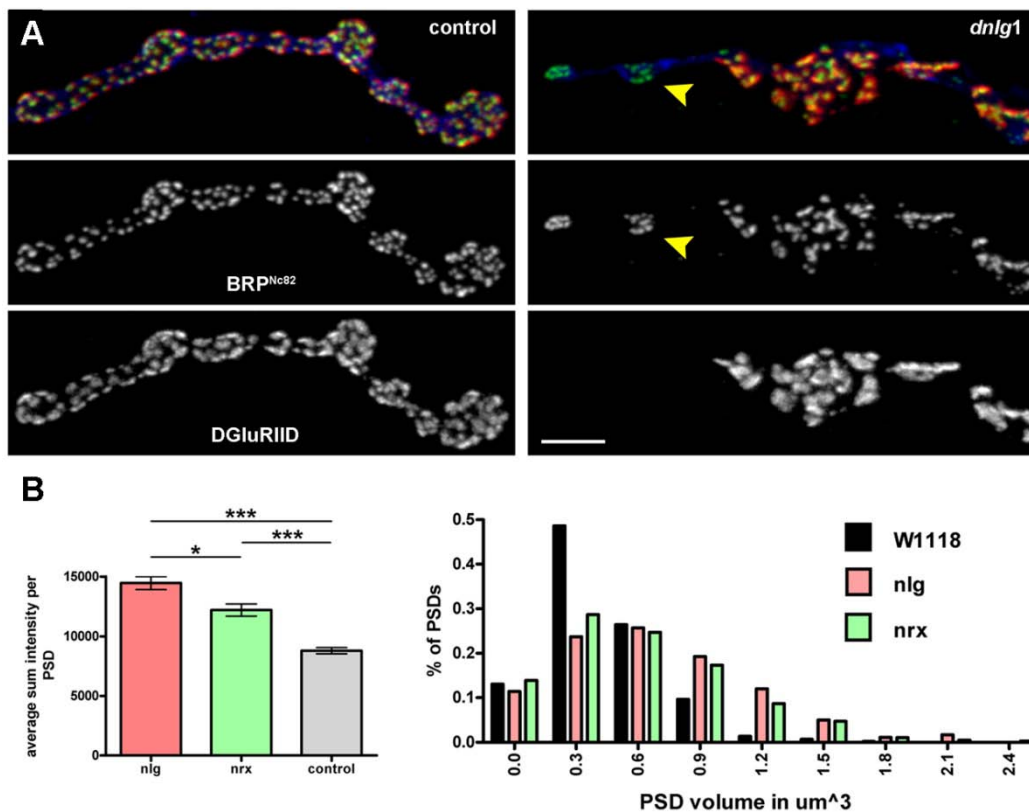 A
control
dnlg1
BRP^Nc82
DGluRIID
B
***
*
***
average sum intensity per
PSD
15000
10000
5000
0
nlg
nrx
control
% of PSDs
0.5
0.4
0.3
0.2
0.1
0.0
W1118
nlg
nrx
0.0
0.3
0.6
0.9
1.2
1.5
1.8
2.1
2.4
PSD volume in um^3